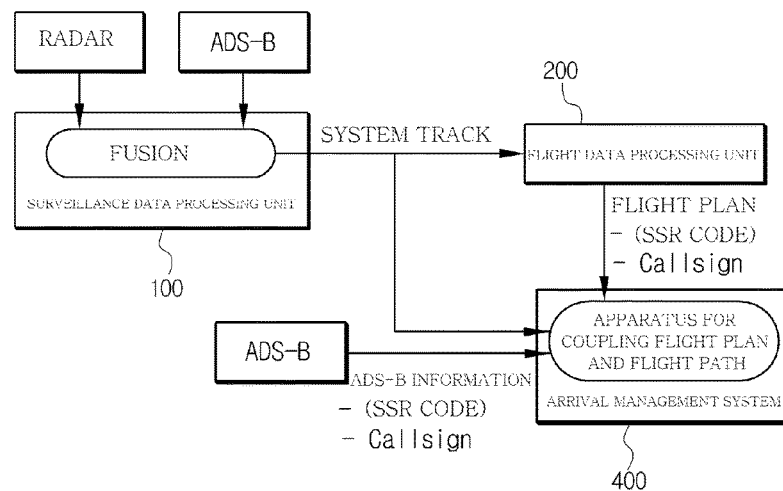 RADAR
ADS-B
200
FUSION
SYSTEM TRACK
FLIGHT DATA PROCESSING UNIT
SURVEILLANCE DATA PROCESSING UNIT
100
FLIGHT PLAN
- (SSR CODE)
- Callsign
ADS-B
ADS-B INFORMATION
- (SSR CODE)
- Callsign
APPARATUS FOR
COUPLING FLIGHT PLAN
AND FLIGHT PATH
ARRIVAL MANAGEMENT SYSTEM
400